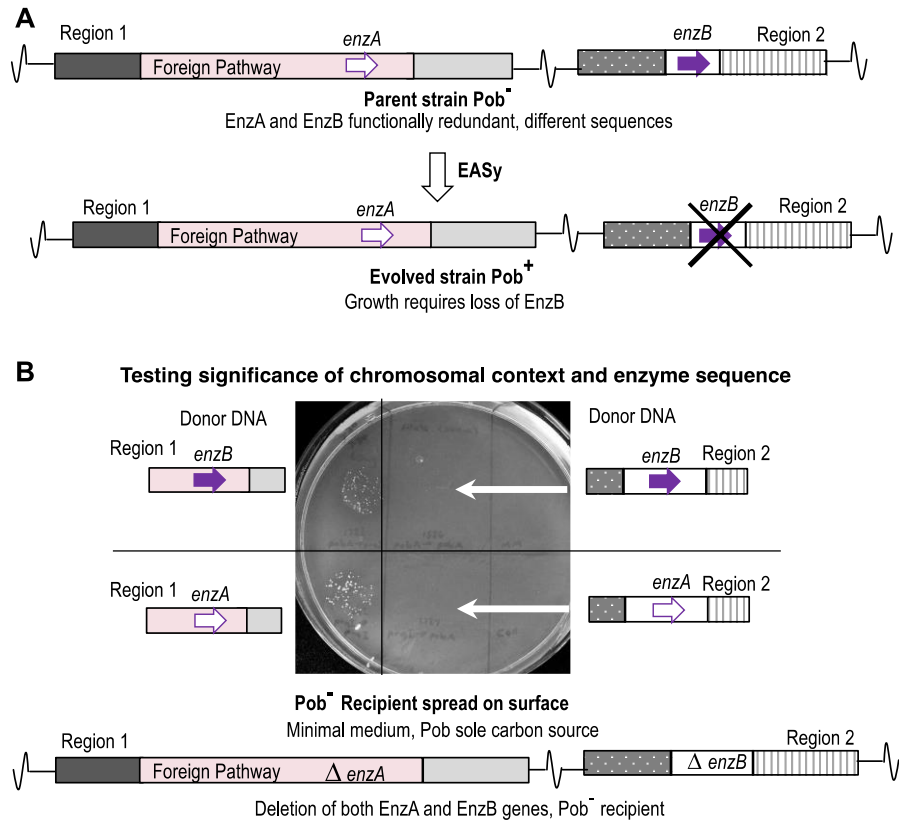 A
Region 1
enzA
enzB
Region 2
Foreign Pathway
Parent strain Pob-
EnzA and EnzB functionally redundant, different sequences
EASy
Region 1
enzA
enzB
Region 2
Foreign Pathway
Evolved strain Pob+
Growth requires loss of EnzB
B
Testing significance of chromosomal context and enzyme sequence
Donor DNA
Donor DNA
Region 1
enzB
enzB
Region 2
Region 1
enzA
enzA
Region 2
Pob- Recipient spread on surface
Minimal medium, Pob sole carbon source
Region 1
Region 2
Foreign Pathway
Δ enzA
Δ enzB
Deletion of both EnzA and EnzB genes, Pob- recipient